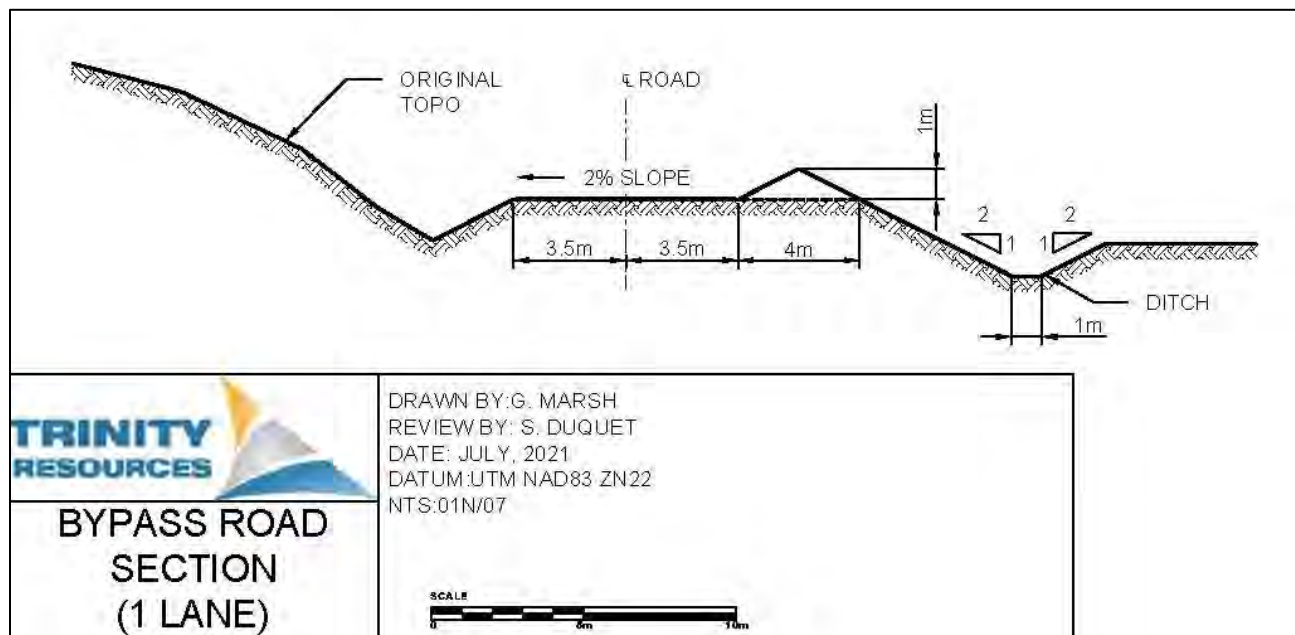 ORIGINAL
TOPO
℄ ROAD
2% SLOPE
1m
3.5m
3.5m
4m
2
1
2
1
DITCH
1m
TRINITY
RESOURCES
BYPASS ROAD
SECTION
(1 LANE)
DRAWN BY:G. MARSH
REVIEW BY: S. DUQUET
DATE: JULY, 2021
DATUM:UTM NAD83 ZN22
NTS:01N/07
SCALE
0
10m